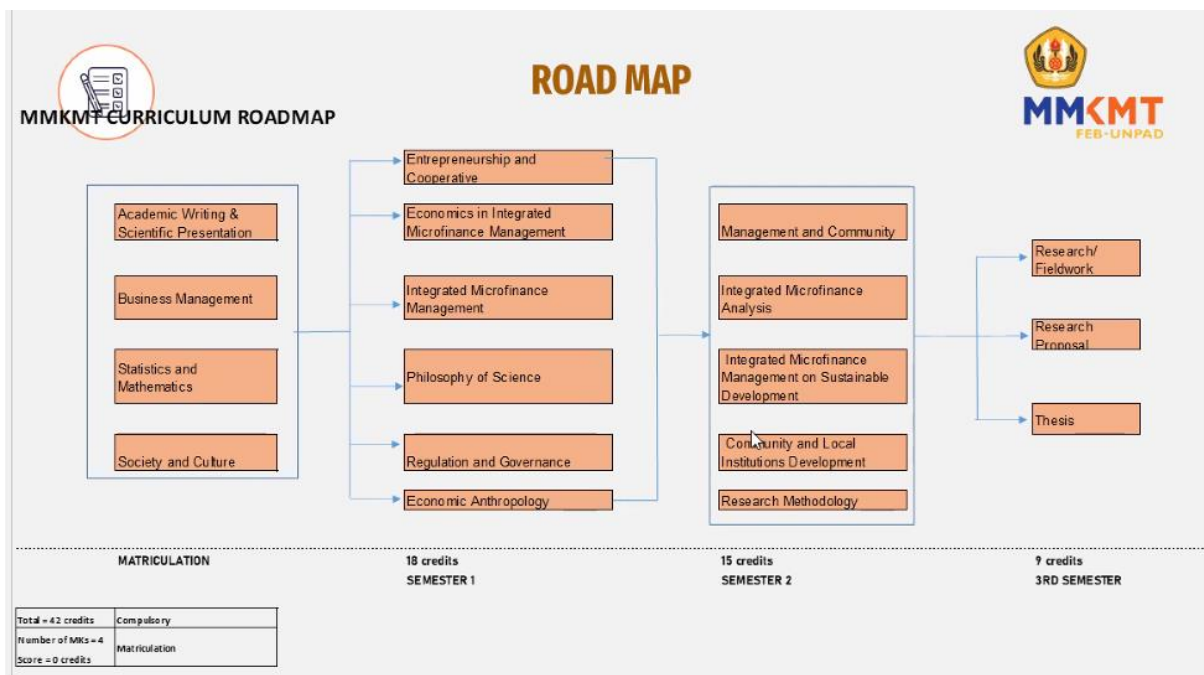 ROAD MAP
MMKMT CURRICULUM ROADMAP
MMKMT
FEB-UNPAD
Academic Writing &
Scientific Presentation
Business Management
Statistics and
Mathematics
Society and Culture
Entrepreneurship and
Cooperative
Economics in Integrated
Microfinance Management
Integrated Microfinance
Management
Philosophy of Science
Regulation and Governance
Economic Anthropology
Management and Community
Integrated Microfinance
Analysis
Integrated Microfinance
Management on Sustainable
Development
Community and Local
Institutions Development
Research Methodology
Research/
Fieldwork
Research
Proposal
Thesis
MATRICULATION
18 credits
SEMESTER 1
15 credits
SEMESTER 2
9 credits
3RD SEMESTER
Total = 42 credits
Compulsory
Number of MKs = 4
Score = 0 credits
Matriculation